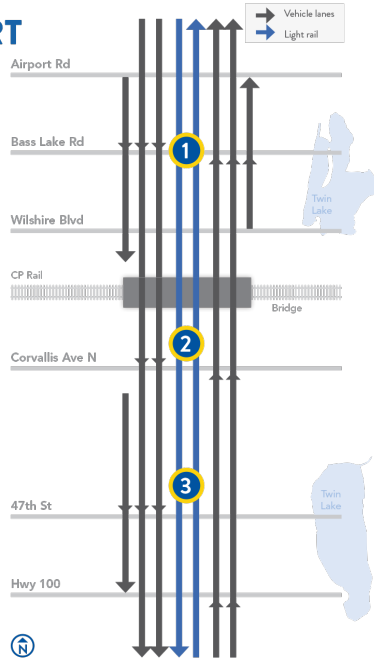 RT
Vehicle lanes
Light rail
Airport Rd
Bass Lake Rd
1
Twin
Lake
Wilshire Blvd
CP Rail
Bridge
2
Corvallis Ave N
3
Twin
Lake
47th St
Hwy 100
N